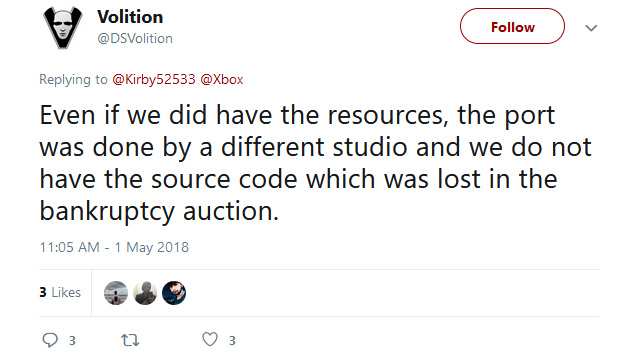 Volition
@DSVolition
Follow
Replying to @Kirby52533 @Xbox
Even if we did have the resources, the port
was done by a different studio and we do not
have the source code which was lost in the
bankruptcy auction.
11:05 AM - 1 May 2018
3 Likes
3
3